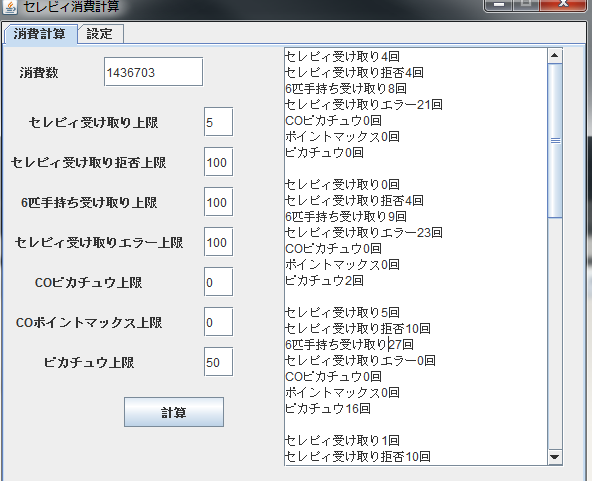 セレビィ消費計算
消費計算 設定
消費数 1436703
セレビィ受け取り上限 5
セレビィ受け取り拒否上限 100
6匹手持ち受け取り上限 100
セレビィ受け取りエラー上限 100
COピカチュウ上限 0
COポイントマックス上限 0
ピカチュウ上限 50
計算
セレビィ受け取り4回
セレビィ受け取り拒否4回
6匹手持ち受け取り8回
セレビィ受け取りエラー21回
COピカチュウ0回
ポイントマックス0回
ピカチュウ0回
セレビィ受け取り0回
セレビィ受け取り拒否4回
6匹手持ち受け取り9回
セレビィ受け取りエラー23回
COピカチュウ0回
ポイントマックス0回
ピカチュウ2回
セレビィ受け取り5回
セレビィ受け取り拒否10回
6匹手持ち受け取り27回
セレビィ受け取りエラー0回
COピカチュウ0回
ポイントマックス0回
ピカチュウ16回
セレビィ受け取り1回
セレビィ受け取り拒否10回